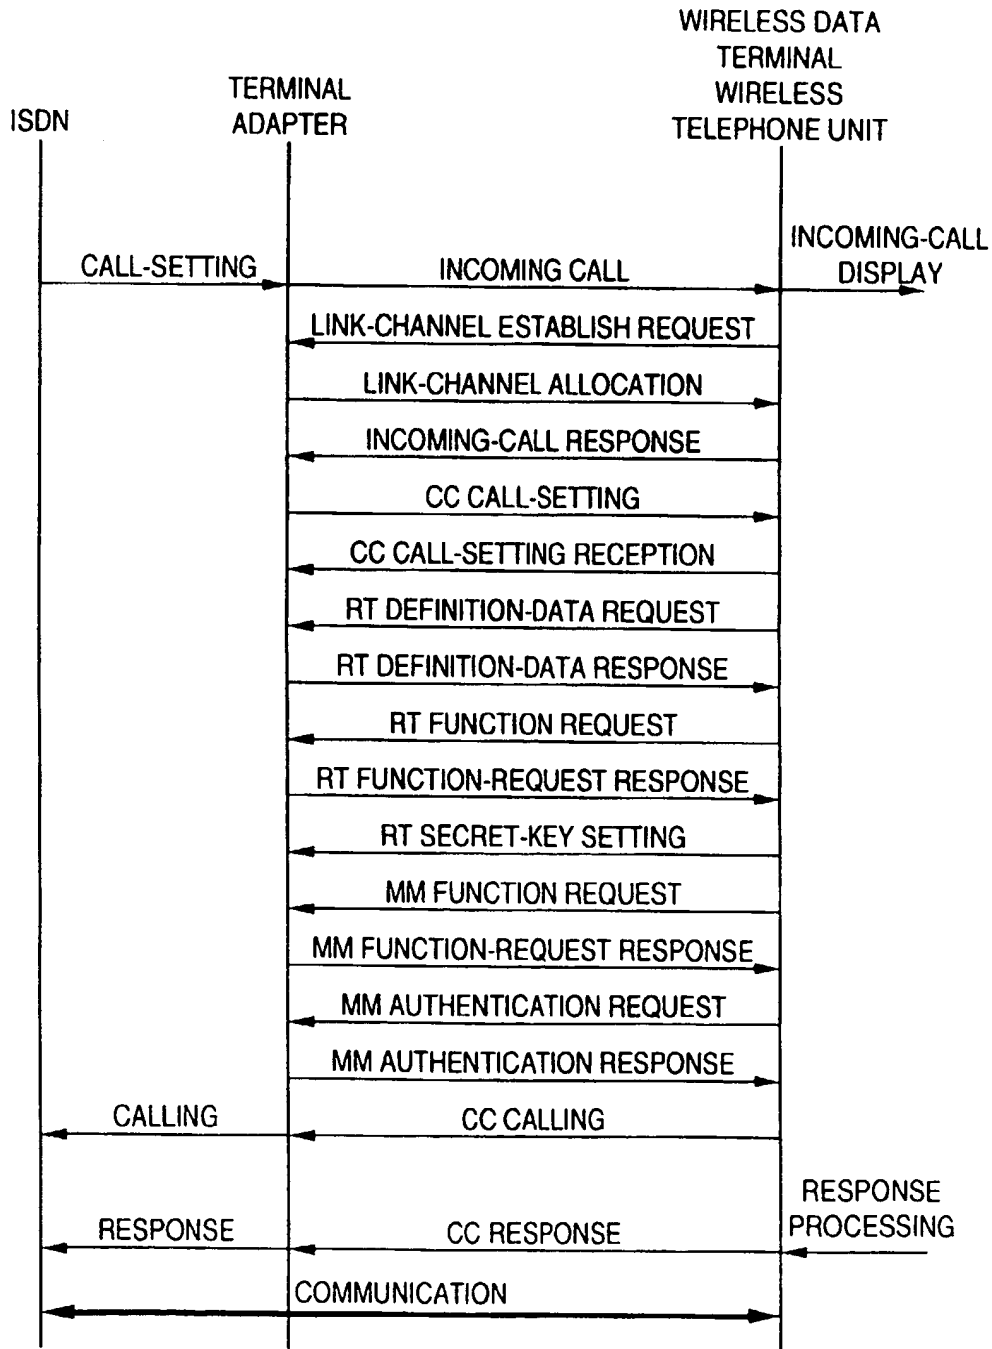 WIRELESS DATA
TERMINAL
WIRELESS
TELEPHONE UNIT
TERMINAL
ADAPTER
ISDN
INCOMING-CALL
DISPLAY
CALL-SETTING
INCOMING CALL
LINK-CHANNEL ESTABLISH REQUEST
LINK-CHANNEL ALLOCATION
INCOMING-CALL RESPONSE
CC CALL-SETTING
CC CALL-SETTING RECEPTION
RT DEFINITION-DATA REQUEST
RT DEFINITION-DATA RESPONSE
RT FUNCTION REQUEST
RT FUNCTION-REQUEST RESPONSE
RT SECRET-KEY SETTING
MM FUNCTION REQUEST
MM FUNCTION-REQUEST RESPONSE
MM AUTHENTICATION REQUEST
MM AUTHENTICATION RESPONSE
CALLING
CC CALLING
RESPONSE
PROCESSING
RESPONSE
CC RESPONSE
COMMUNICATION